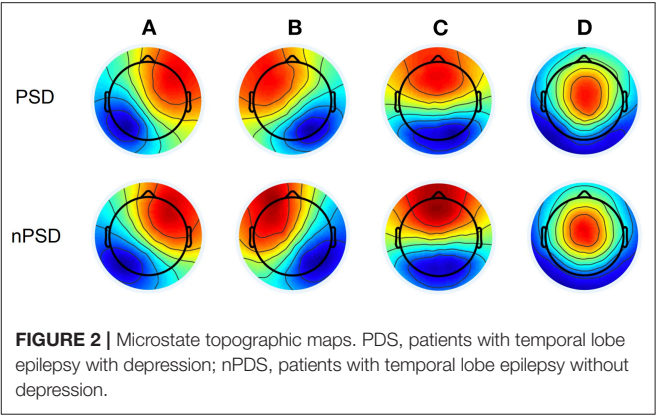 A B C D
PSD
nPSD
FIGURE 2 | Microstate topographic maps. PDS, patients with temporal lobe
epilepsy with depression; nPDS, patients with temporal lobe epilepsy without
depression.